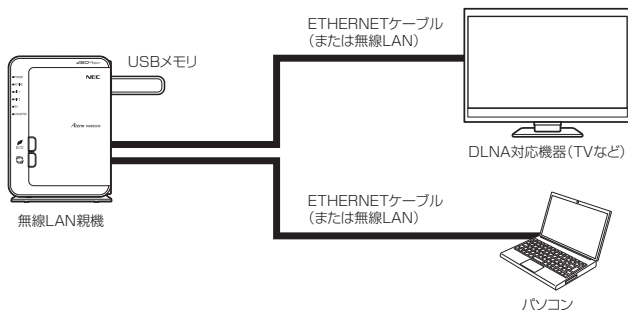 ETHERNETケーブル
（または無線LAN）
USBメモリ
NEC
ECO
無線LAN親機
DLNA対応機器（TVなど）
ETHERNETケーブル
（または無線LAN）
パソコン